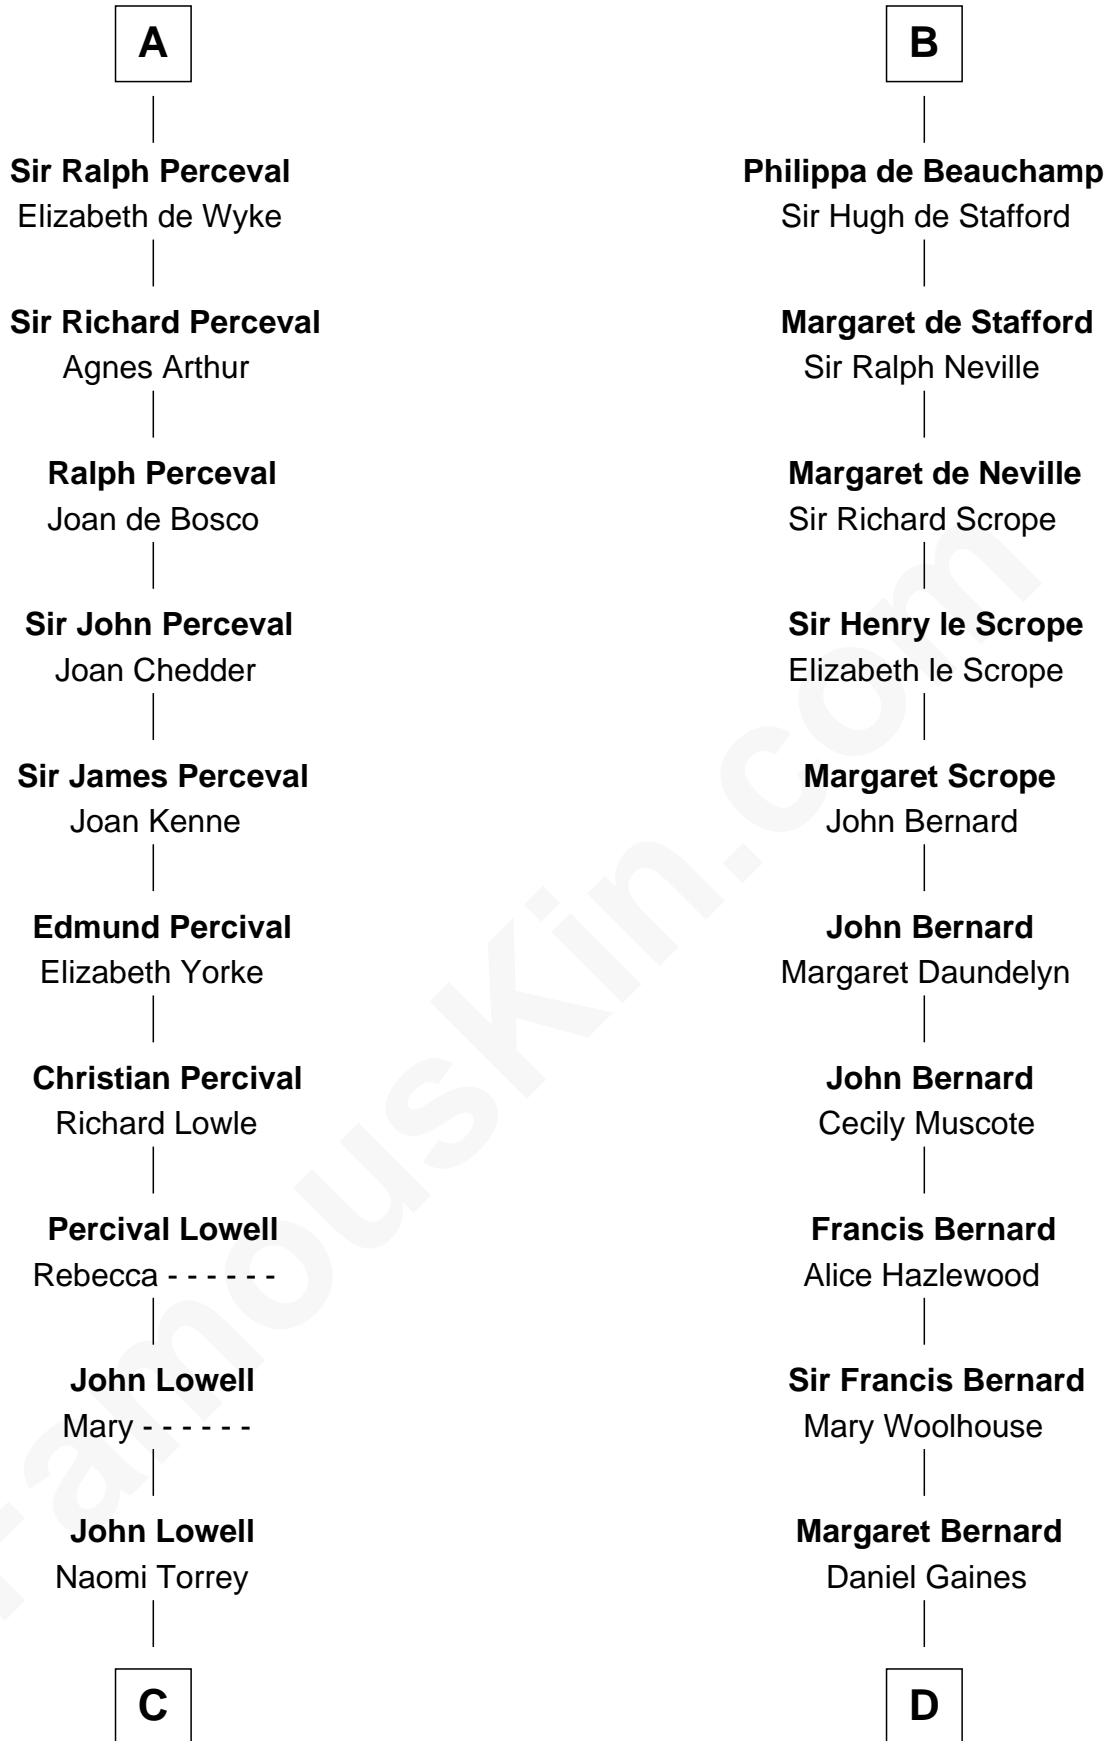 A
Sir Ralph Perceval
Elizabeth de Wyke
Sir Richard Perceval
Agnes Arthur
Ralph Perceval
Joan de Bosco
Sir John Perceval
Joan Chedder
Sir James Perceval
Joan Kenne
Edmund Percival
Elizabeth Yorke
Christian Percival
Richard Lowle
Percival Lowell
Rebecca - - - - - -
John Lowell
Mary - - - - - -
John Lowell
Naomi Torrey
C
B
Philippa de Beauchamp
Sir Hugh de Stafford
Margaret de Stafford
Sir Ralph Neville
Margaret de Neville
Sir Richard Scrope
Sir Henry le Scrope
Elizabeth le Scrope
Margaret Scrope
John Bernard
John Bernard
Margaret Daundelyn
John Bernard
Cecily Muscote
Francis Bernard
Alice Hazlewood
Sir Francis Bernard
Mary Woolhouse
Margaret Bernard
Daniel Gaines
D
FamousKin.com